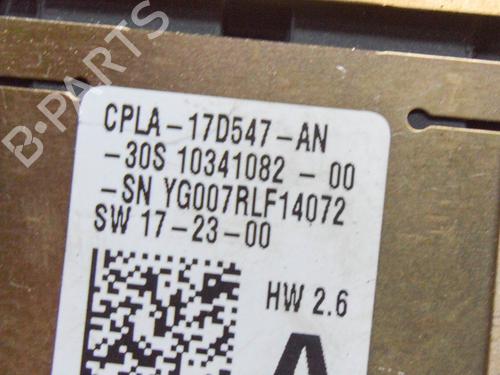 B-PARTS
CPLA-17D547-AN
-30S 10341082 - 00
-SN YG007RLF14072
SW 17-23-00
HW 2.6
A